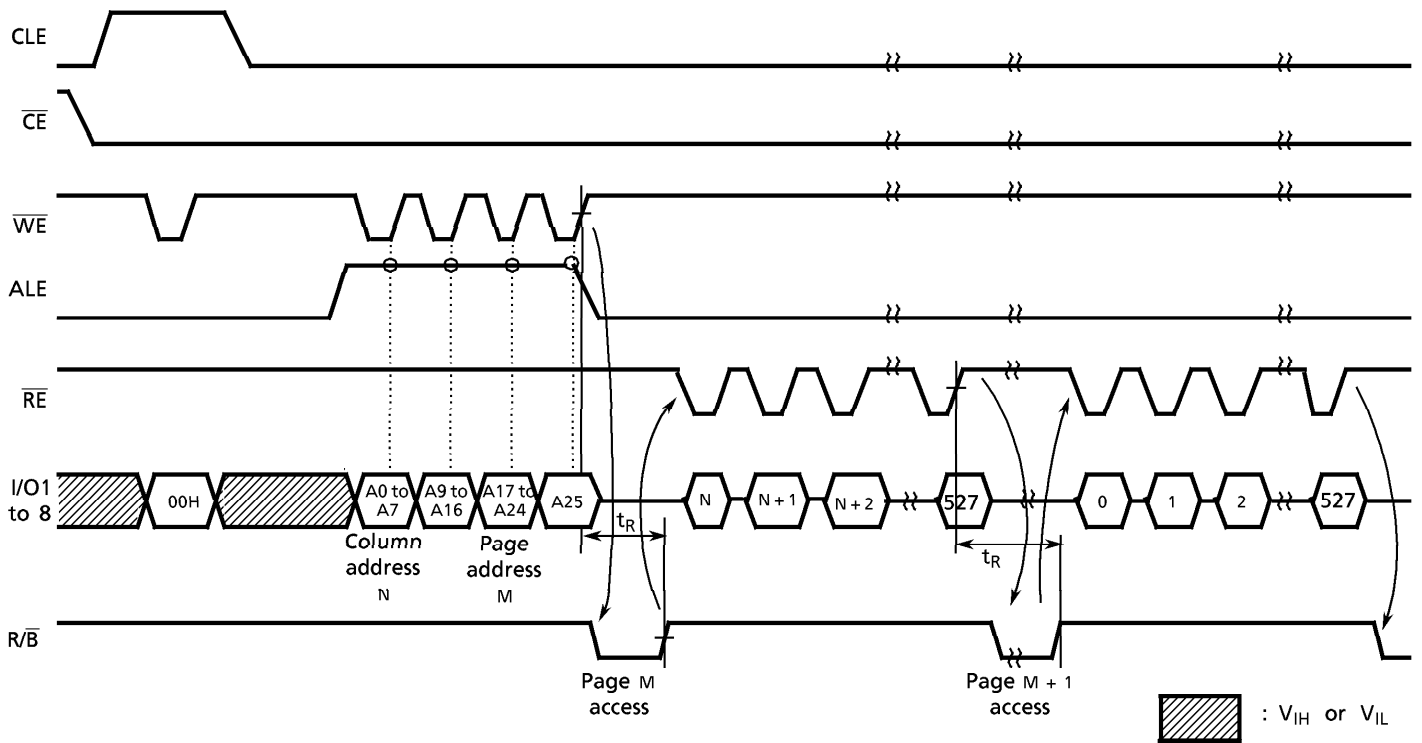 CLE
CE
WE
ALE
RE
I/O1
to 8
00H
A0 to
A7
A9 to
A16
A17 to
A24
A25
N
N + 1
N + 2
527
0
1
2
527
tR
tR
Column
address
N
Page
address
M
R/B
Page M
access
Page M + 1
access
: VIH or VIL